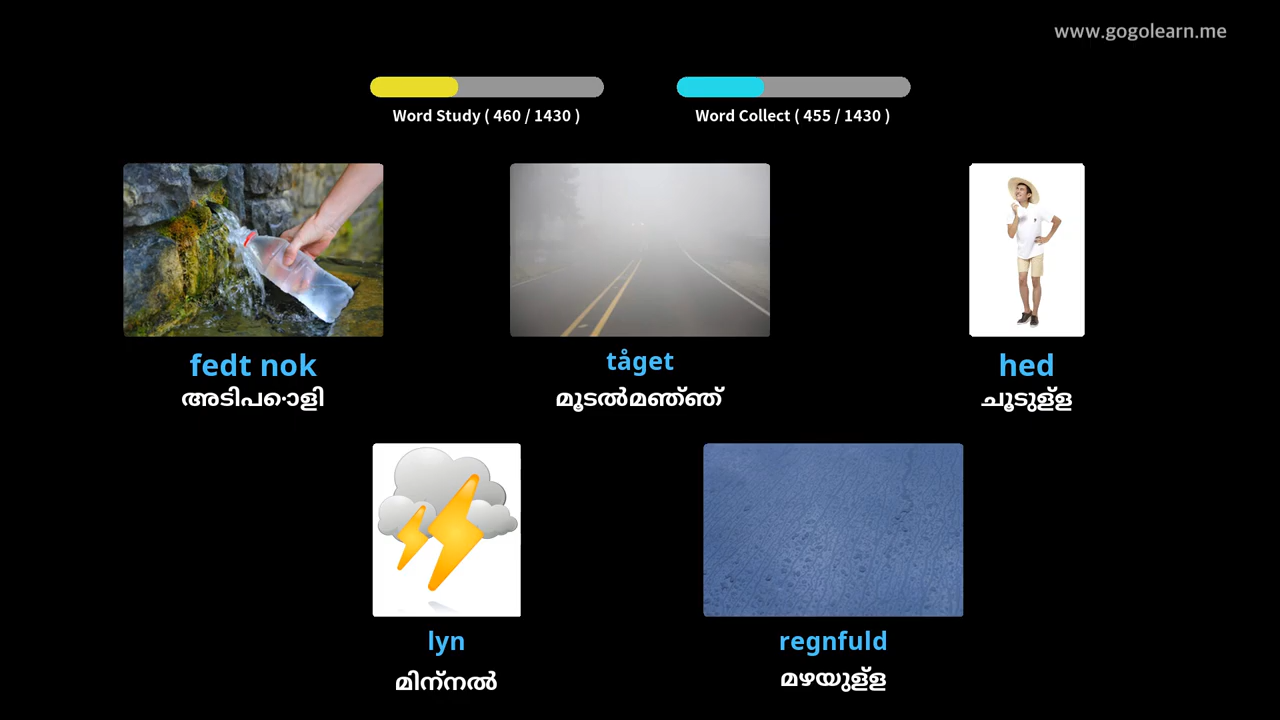 www.gogolearn.me
Word Study ( 460 / 1430 )
Word Collect ( 455 / 1430 )
fedt nok
അടിപൊളി
tåget
മൂടൽമഞ്ഞ്
hed
ചൂടുള്ള
lyn
മിന്നൽ
regnfuld
മഴയുള്ള